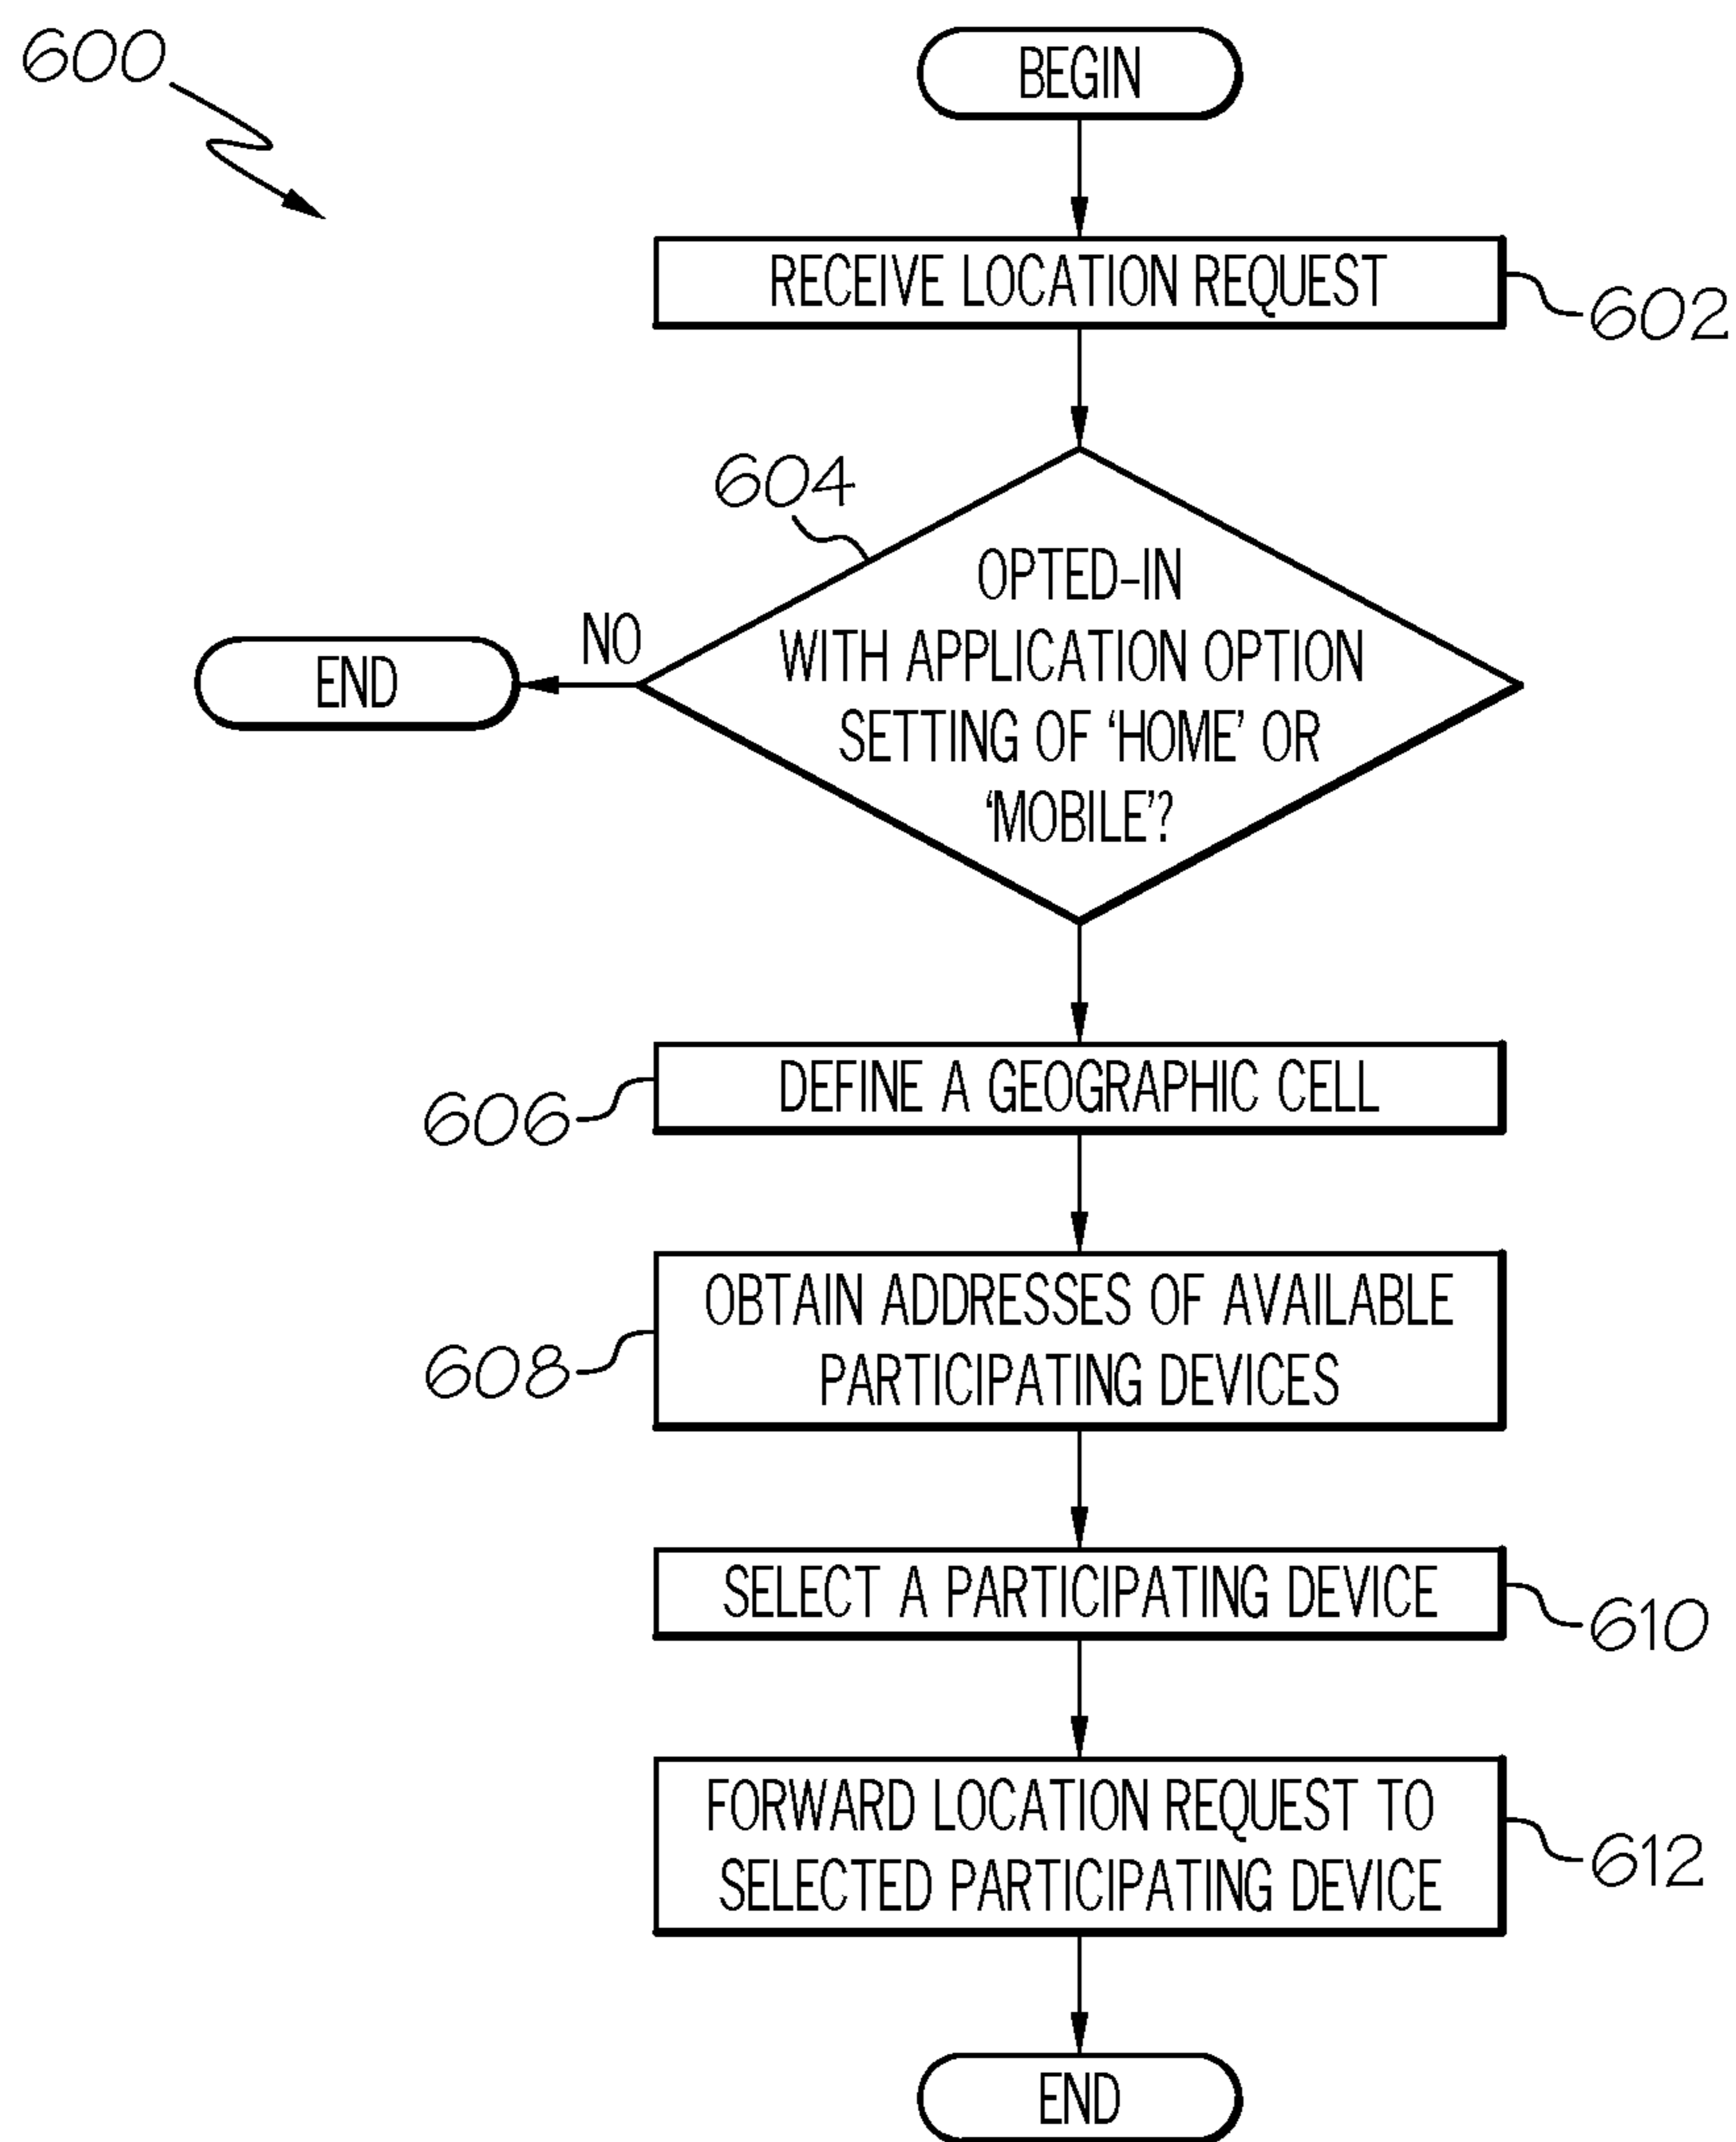 600
BEGIN
RECEIVE LOCATION REQUEST
602
604
OPTED-IN
WITH APPLICATION OPTION
SETTING OF ‘HOME’ OR
‘MOBILE’?
NO
END
DEFINE A GEOGRAPHIC CELL
606
OBTAIN ADDRESSES OF AVAILABLE
PARTICIPATING DEVICES
608
SELECT A PARTICIPATING DEVICE
610
FORWARD LOCATION REQUEST TO
SELECTED PARTICIPATING DEVICE
612
END